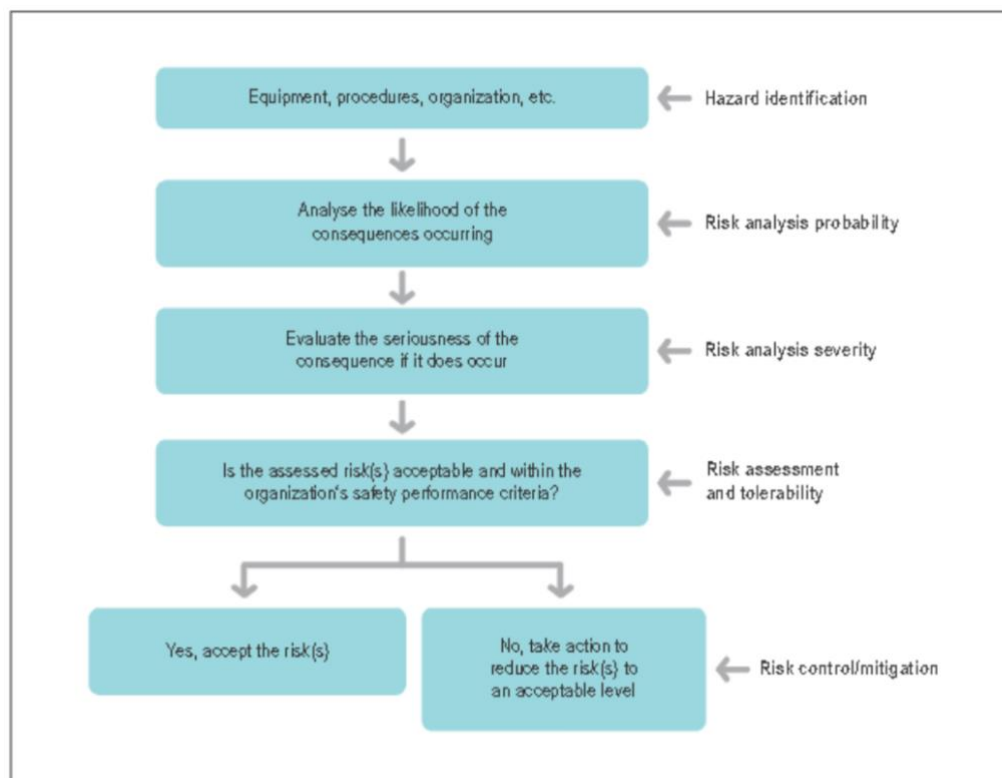 Equipment, procedures, organization, etc.
Hazard identification
Analyse the likelihood of the
consequences occurring
Risk analysis probability
Evaluate the seriousness of the
consequence if it does occur
Risk analysis severity
Is the assessed risk(s} acceptable and within the
organization's safety performance criteria?
Risk assessment
and tolerability
Yes, accept the risk(s}
No, take action to
reduce the risk(s} to
an acceptable level
Risk control/mitigation